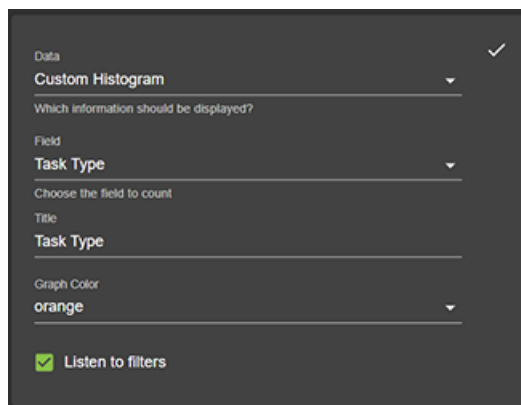 Data
Custom Histogram
Which information should be displayed?
Field
Task Type
Choose the field to count
Title
Task Type
Graph Color
orange
Listen to filters